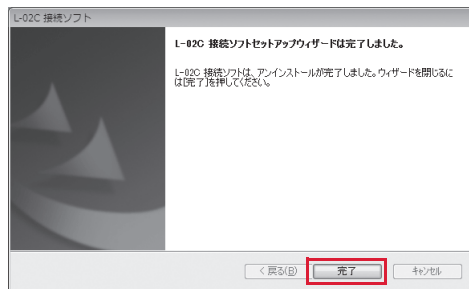 L-02C 接続ソフト
L-02C 接続ソフトセットアップウィザードは完了しました。
L-02C 接続ソフトは、アンインストールが完了しました。ウィザードを閉じるに
は[完了]を押してください。
< 戻る(B) 完了 キャンセル